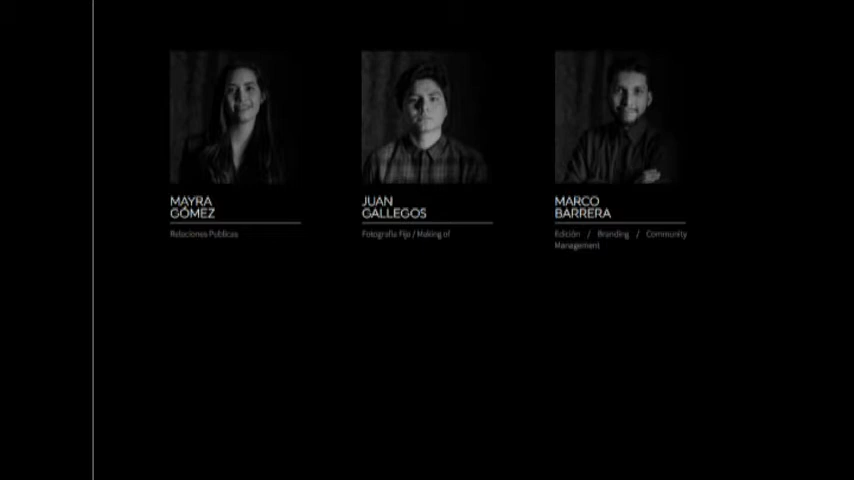 MAYRA
GÓMEZ
Relaciones Publicas
JUAN
GALLEGOS
Fotografía Fija / Making of
MARCO
BARRERA
Edición / Branding / Community
Management